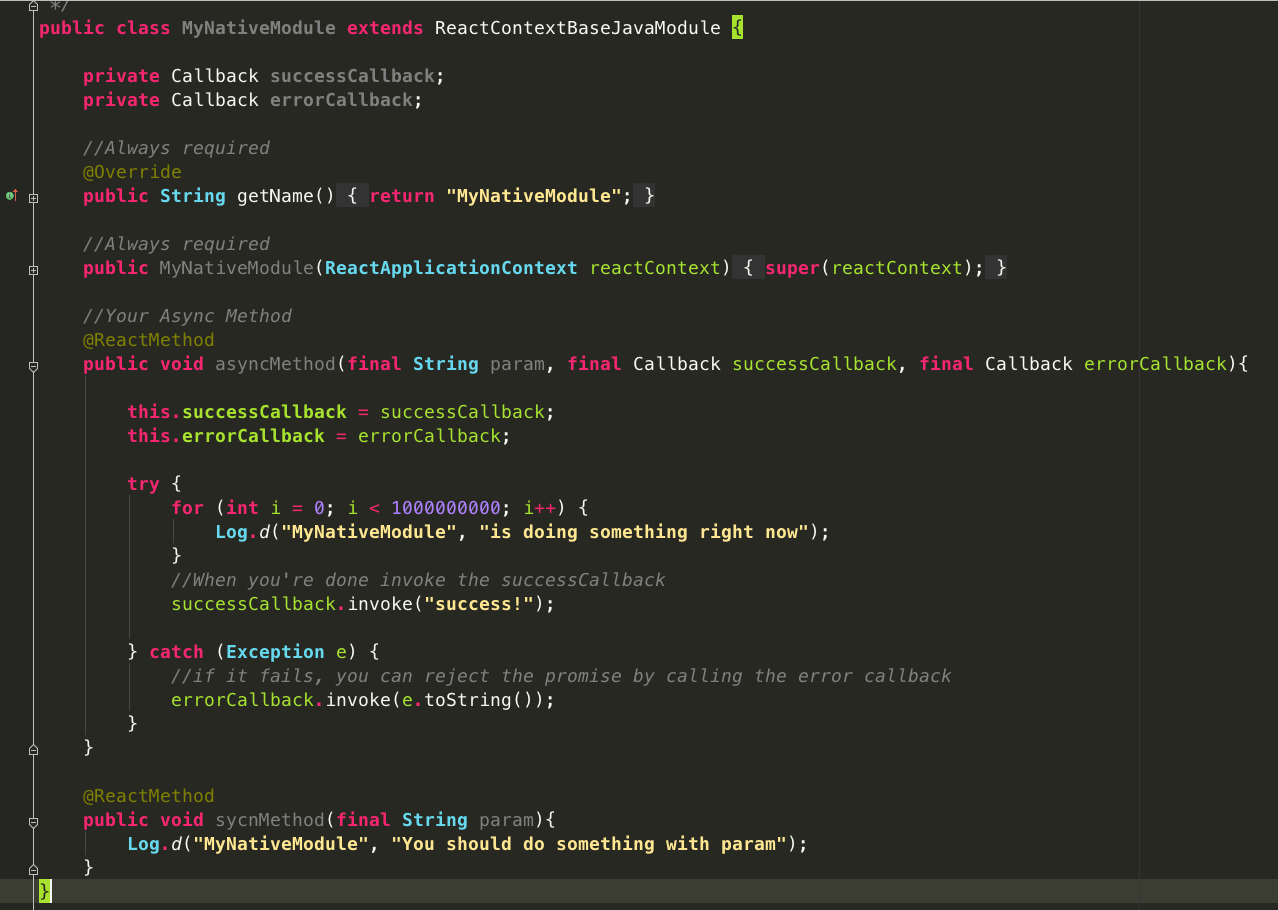 */
public class MyNativeModule extends ReactContextBaseJavaModule {
private Callback successCallback;
private Callback errorCallback;
//Always required
@Override
public String getName() { return "MyNativeModule"; }
//Always required
public MyNativeModule(ReactApplicationContext reactContext) { super(reactContext); }
//Your Async Method
@ReactMethod
public void asyncMethod(final String param, final Callback successCallback, final Callback errorCallback){
this.successCallback = successCallback;
this.errorCallback = errorCallback;
try {
for (int i = 0; i < 1000000000; i++) {
Log.d("MyNativeModule", "is doing something right now");
}
//When you're done invoke the successCallback
successCallback.invoke("success!");
} catch (Exception e) {
//if it fails, you can reject the promise by calling the error callback
errorCallback.invoke(e.toString());
}
}
@ReactMethod
public void sycnMethod(final String param){
Log.d("MyNativeModule", "You should do something with param");
}
}